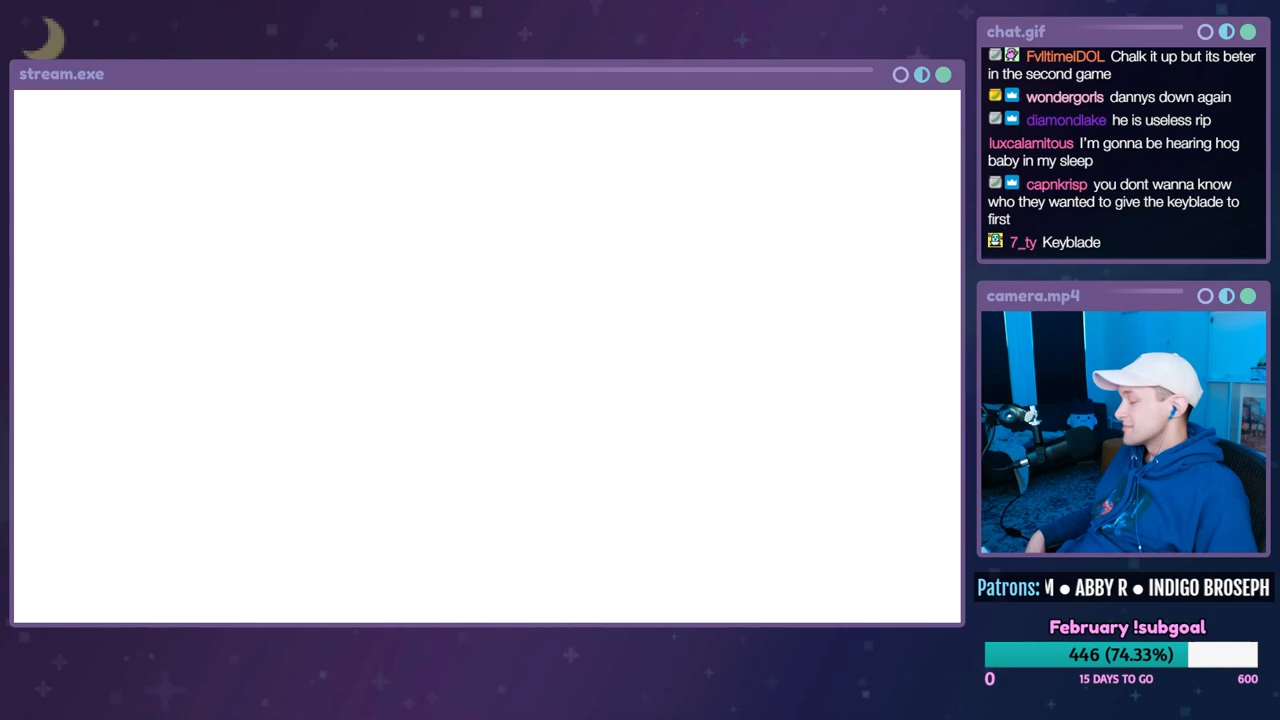 stream.exe
chat.gif
FvlltimeIDOL Chalk it up but its beter
in the second game
wondergorls dannys down again
diamondlake he is useless rip
luxcalamitous I'm gonna be hearing hog
baby in my sleep
capnkrisp you dont wanna know
who they wanted to give the keyblade to
first
7_ty Keyblade
camera.mp4
Patrons: M ● ABBY R ● INDIGO BROSEPH
February !subgoal
446 (74.33%)
0 15 DAYS TO GO 600